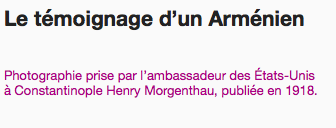 Le témoignage d’un Arménien
Photographie prise par l’ambassadeur des États-Unis
à Constantinople Henry Morgenthau, publiée en 1918.